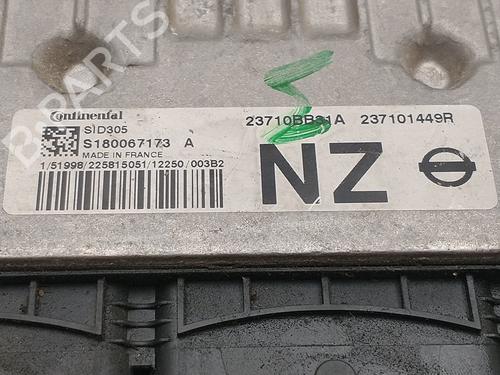 Continental
SID305
S180067173 A
MADE IN FRANCE
1/51998/225815051/12250/003B2
23710BB31A 237101449R
NZ
B-PARTS